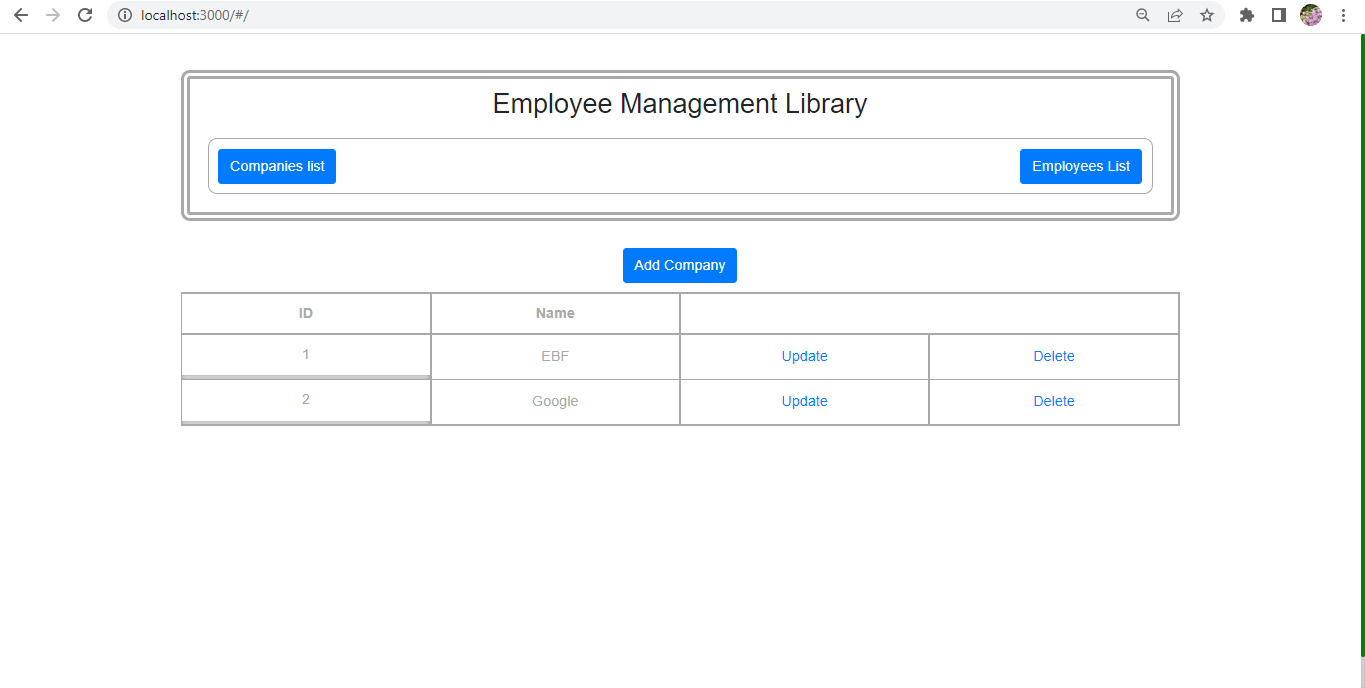 localhost:3000/#/
Employee Management Library
Companies list Employees List
Add Company
ID Name
1 EBF Update Delete
2 Google Update Delete